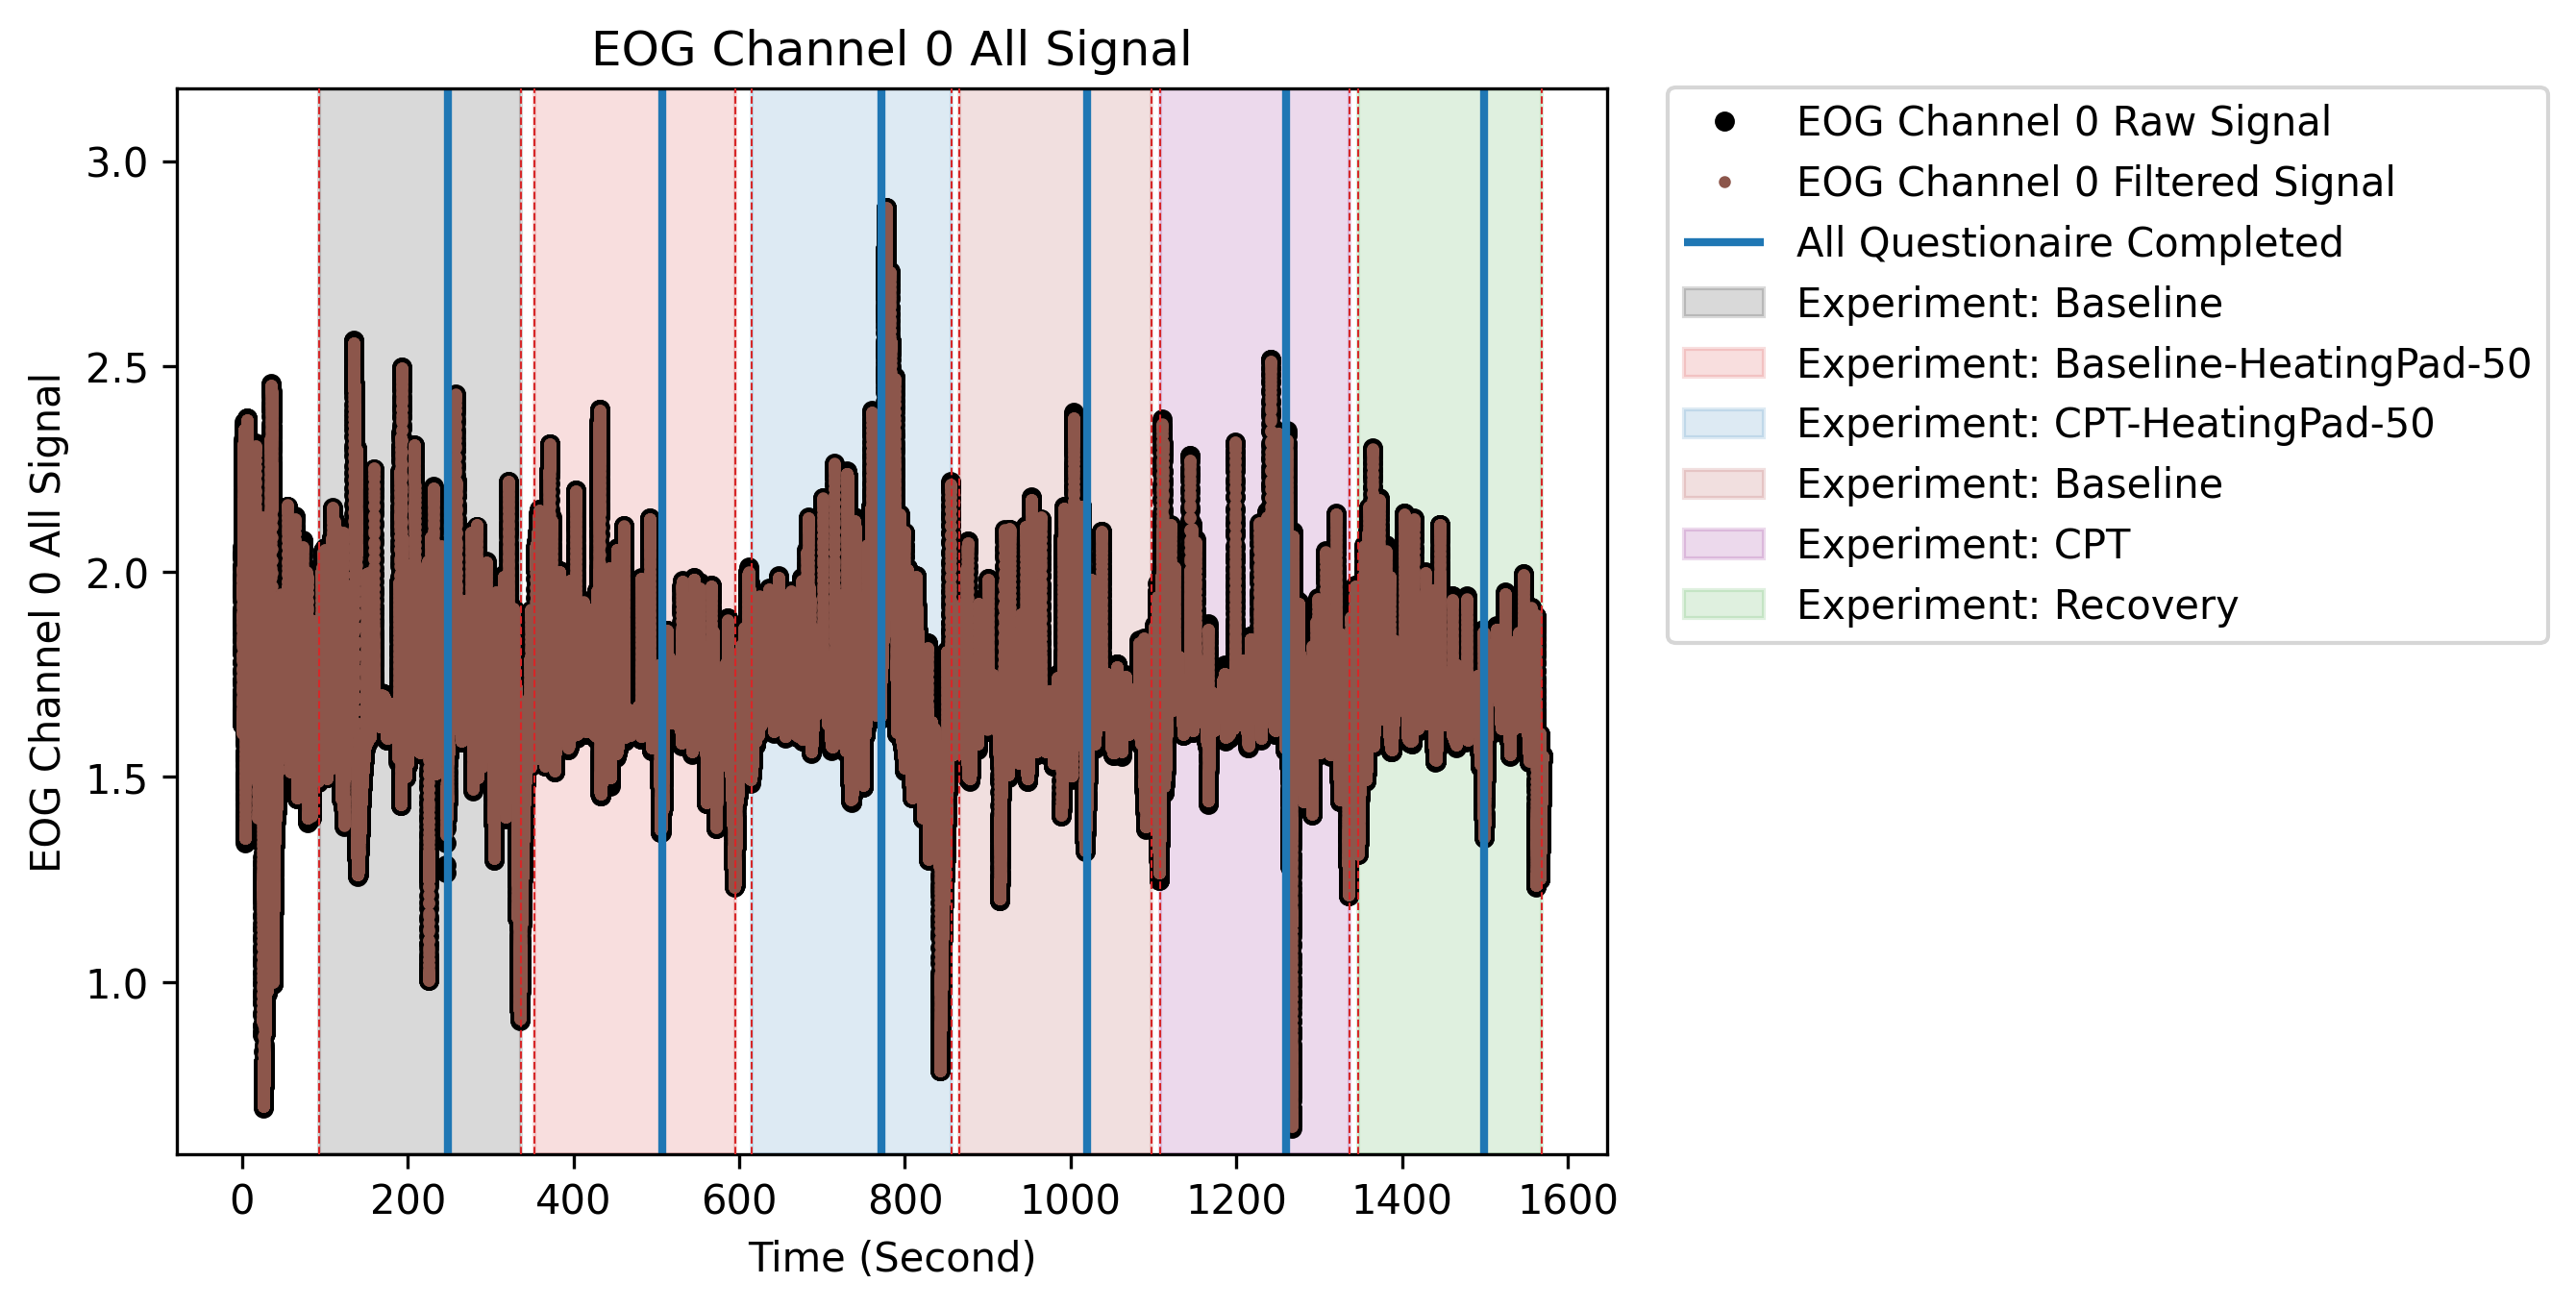 EOG Channel 0 All Signal
EOG Channel 0 All Signal
3.0
2.5
2.0
1.5
1.0
0 200 400 600 800 1000 1200 1400 1600
Time (Second)
EOG Channel 0 Raw Signal
EOG Channel 0 Filtered Signal
All Questionaire Completed
Experiment: Baseline
Experiment: Baseline-HeatingPad-50
Experiment: CPT-HeatingPad-50
Experiment: Baseline
Experiment: CPT
Experiment: Recovery